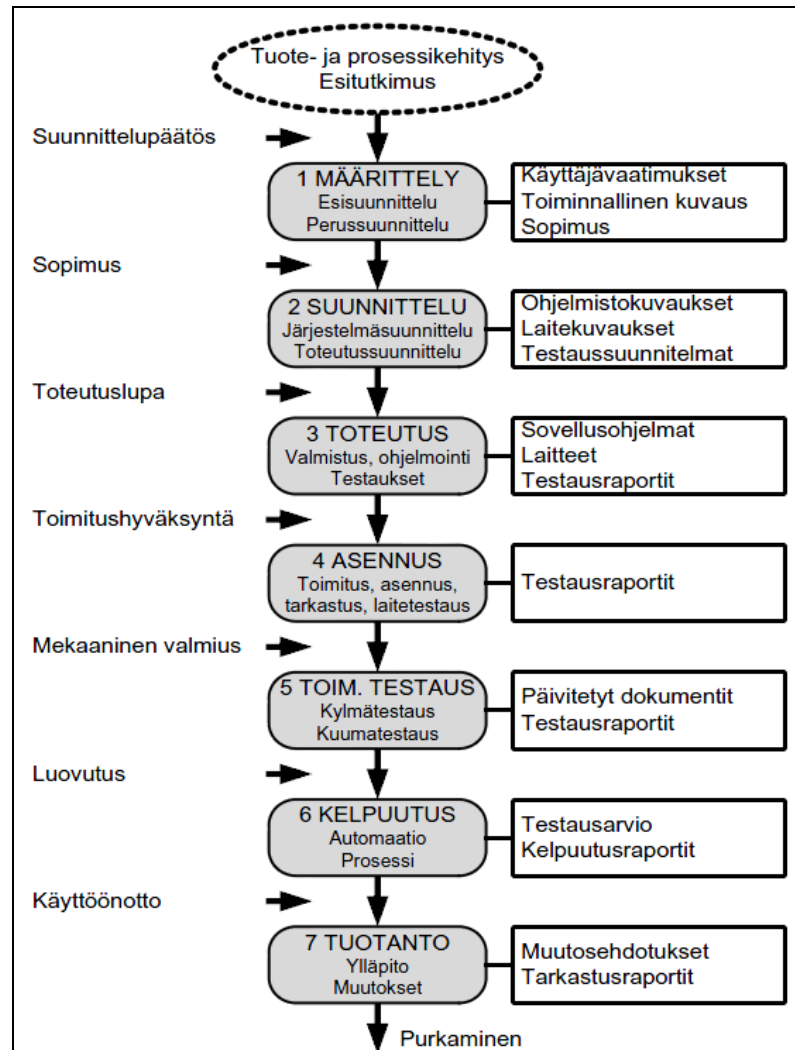 Tuote- ja prosessikehitys
Esitutkimus
Suunnittelupäätös
1 MÄÄRITTELY
Esisuunnittelu
Perussuunnittelu
Käyttäjävaatimukset
Toiminnallinen kuvaus
Sopimus
Sopimus
2 SUUNNITTELU
Järjestelmäsuunnittelu
Toteutussuunnittelu
Ohjelmistokuvaukset
Laitekuvaukset
Testaussuunnitelmat
Toteutuslupa
3 TOTEUTUS
Valmistus, ohjelmointi
Testaukset
Sovellusohjelmat
Laitteet
Testausraportit
Toimitushyväksyntä
4 ASENNUS
Toimitus, asennus,
tarkastus, laitetestaus
Testausraportit
Mekaaninen valmius
5 TOIM. TESTAUS
Kylmätestaus
Kuumatestaus
Päivitetyt dokumentit
Testausraportit
Luovutus
6 KELPUUTUS
Automaatio
Prosessi
Testausarvio
Kelpuutusraportit
Käyttöönotto
7 TUOTANTO
Ylläpito
Muutokset
Muutosehdotukset
Tarkastusraportit
Purkaminen